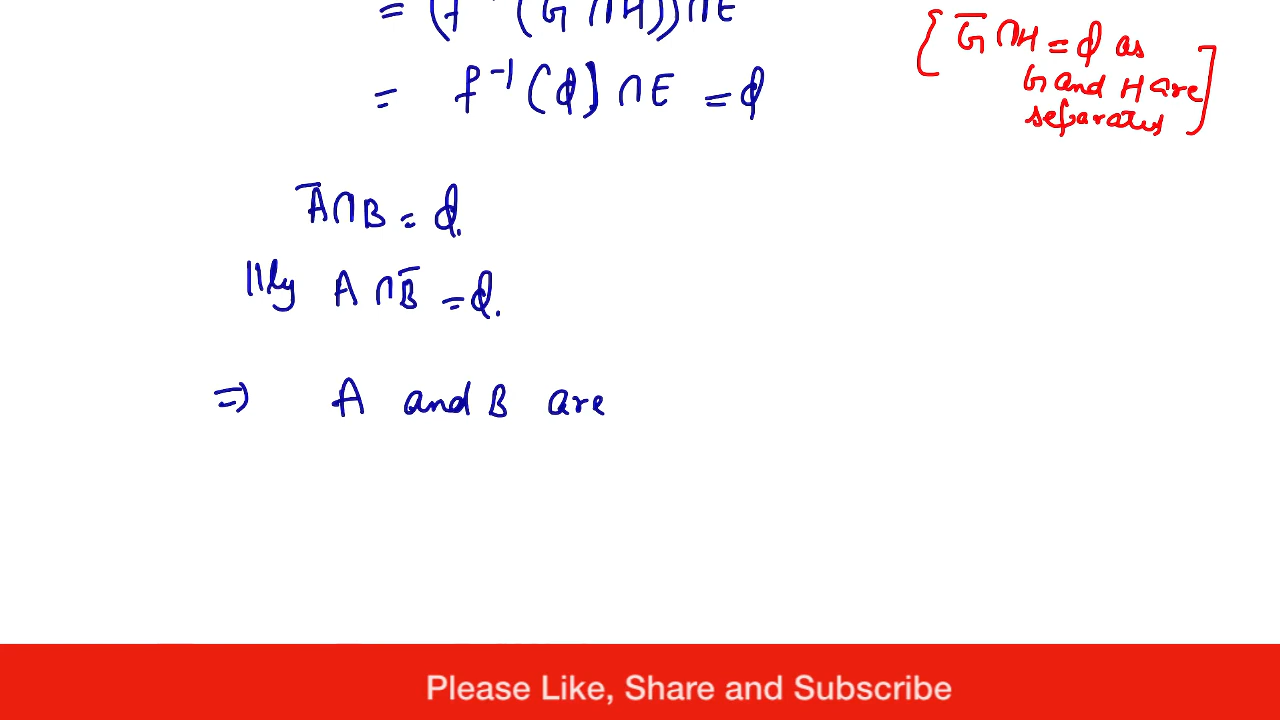 = (f⁻¹(G̅∩H))∩E
= f⁻¹(ϕ)∩E = ϕ
{G̅∩H = ϕ as
G and H are
separated]
A̅∩B = ϕ.
|||ly A∩B̅ = ϕ.
⇒ A and B are
Please Like, Share and Subscribe